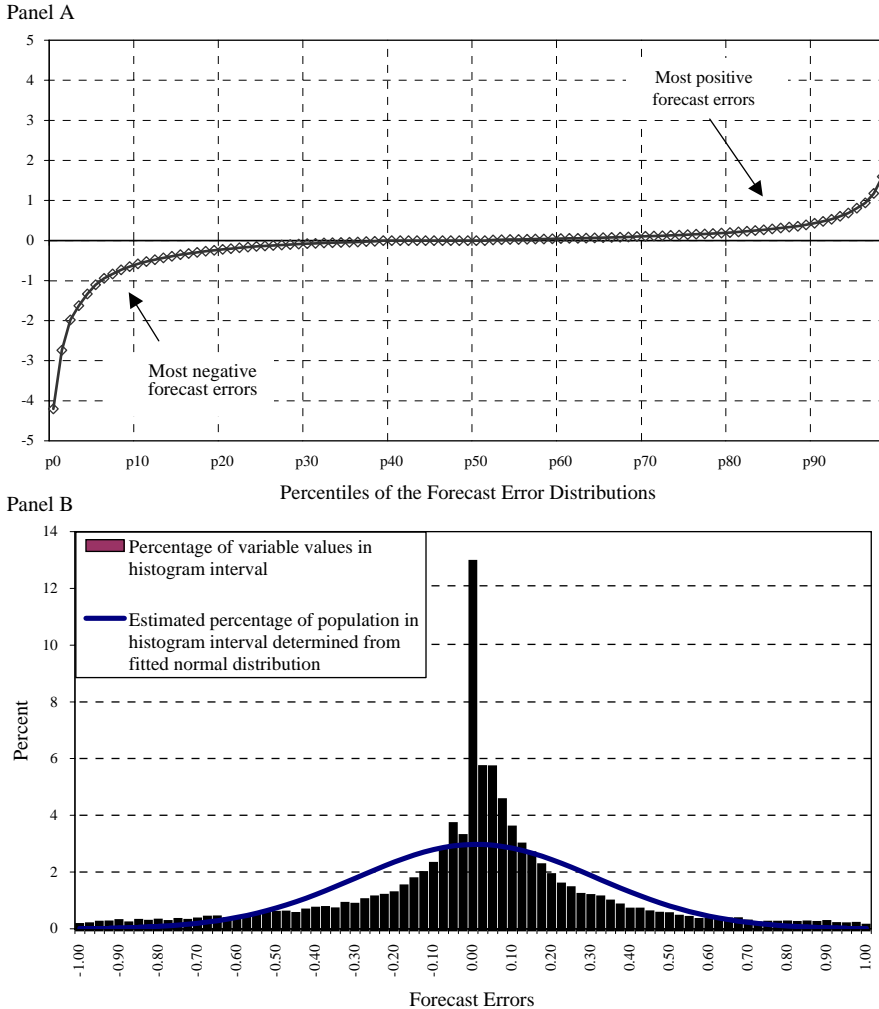 Panel A
5
4
3
2
1
0
-1
-2
-3
-4
-5
Most positive
forecast errors
Most negative
forecast errors
p0 p10 p20 p30 p40 p50 p60 p70 p80 p90
Percentiles of the Forecast Error Distributions
Panel B
14
12
10
8
6
4
2
0
Percent
Percentage of variable values in
histogram interval
Estimated percentage of population in
histogram interval determined from
fitted normal distribution
-1.00 -0.90 -0.80 -0.70 -0.60 -0.50 -0.40 -0.30 -0.20 -0.10 0.00 0.10 0.20 0.30 0.40 0.50 0.60 0.70 0.80 0.90 1.00
Forecast Errors